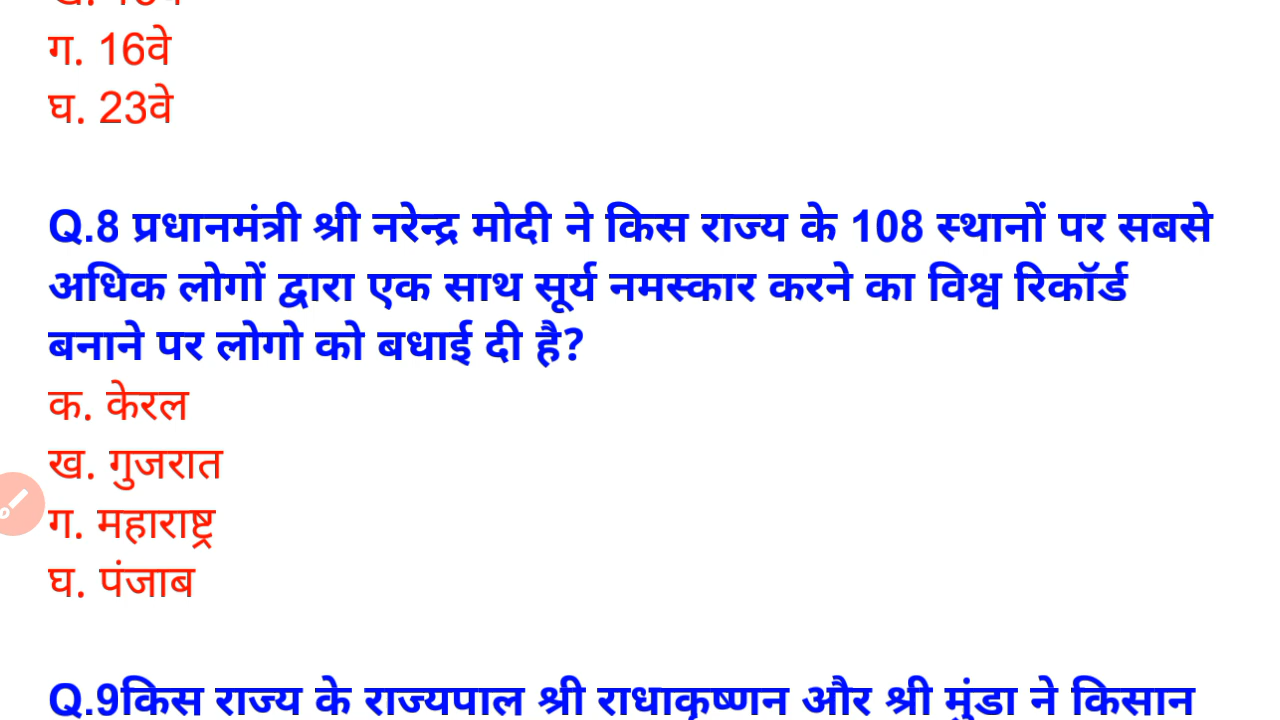 ग. 16वे
घ. 23वे
Q.8 प्रधानमंत्री श्री नरेन्द्र मोदी ने किस राज्य के 108 स्थानों पर सबसे
अधिक लोगों द्वारा एक साथ सूर्य नमस्कार करने का विश्व रिकॉर्ड
बनाने पर लोगो को बधाई दी है?
क. केरल
ख. गुजरात
ग. महाराष्ट्र
घ. पंजाब
Q.9किस राज्य के राज्यपाल श्री राधाकृष्णन और श्री मुंडा ने किसान